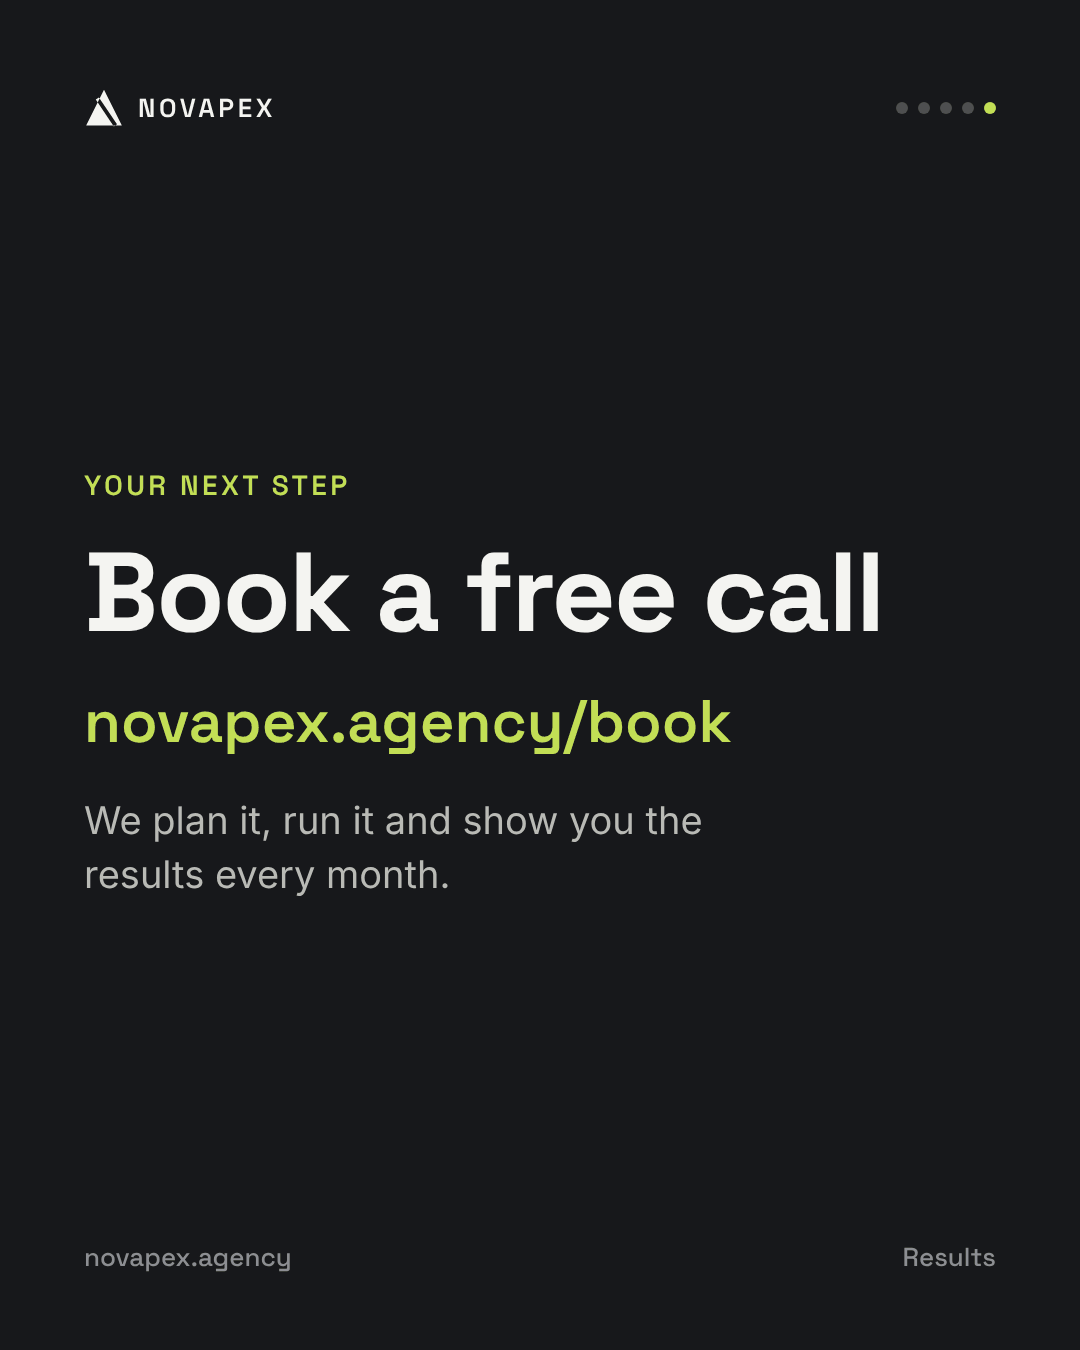 NOVAPEX
YOUR NEXT STEP
Book a free call
novapex.agency/book
We plan it, run it and show you the
results every month.
novapex.agency
Results